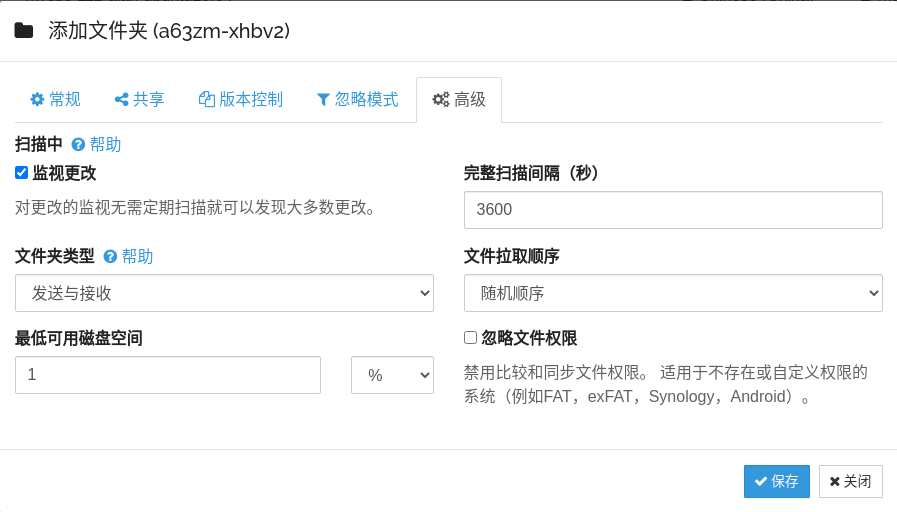 添加文件夹 (a63zm-xhbv2)
常规
共享
版本控制
忽略模式
高级
扫描中 帮助
监视更改
对更改的监视无需定期扫描就可以发现大多数更改。
完整扫描间隔（秒）
3600
文件夹类型 帮助
发送与接收
文件拉取顺序
随机顺序
最低可用磁盘空间
1
%
忽略文件权限
禁用比较和同步文件权限。 适用于不存在或自定义权限的
系统（例如FAT，exFAT，Synology，Android）。
保存
关闭